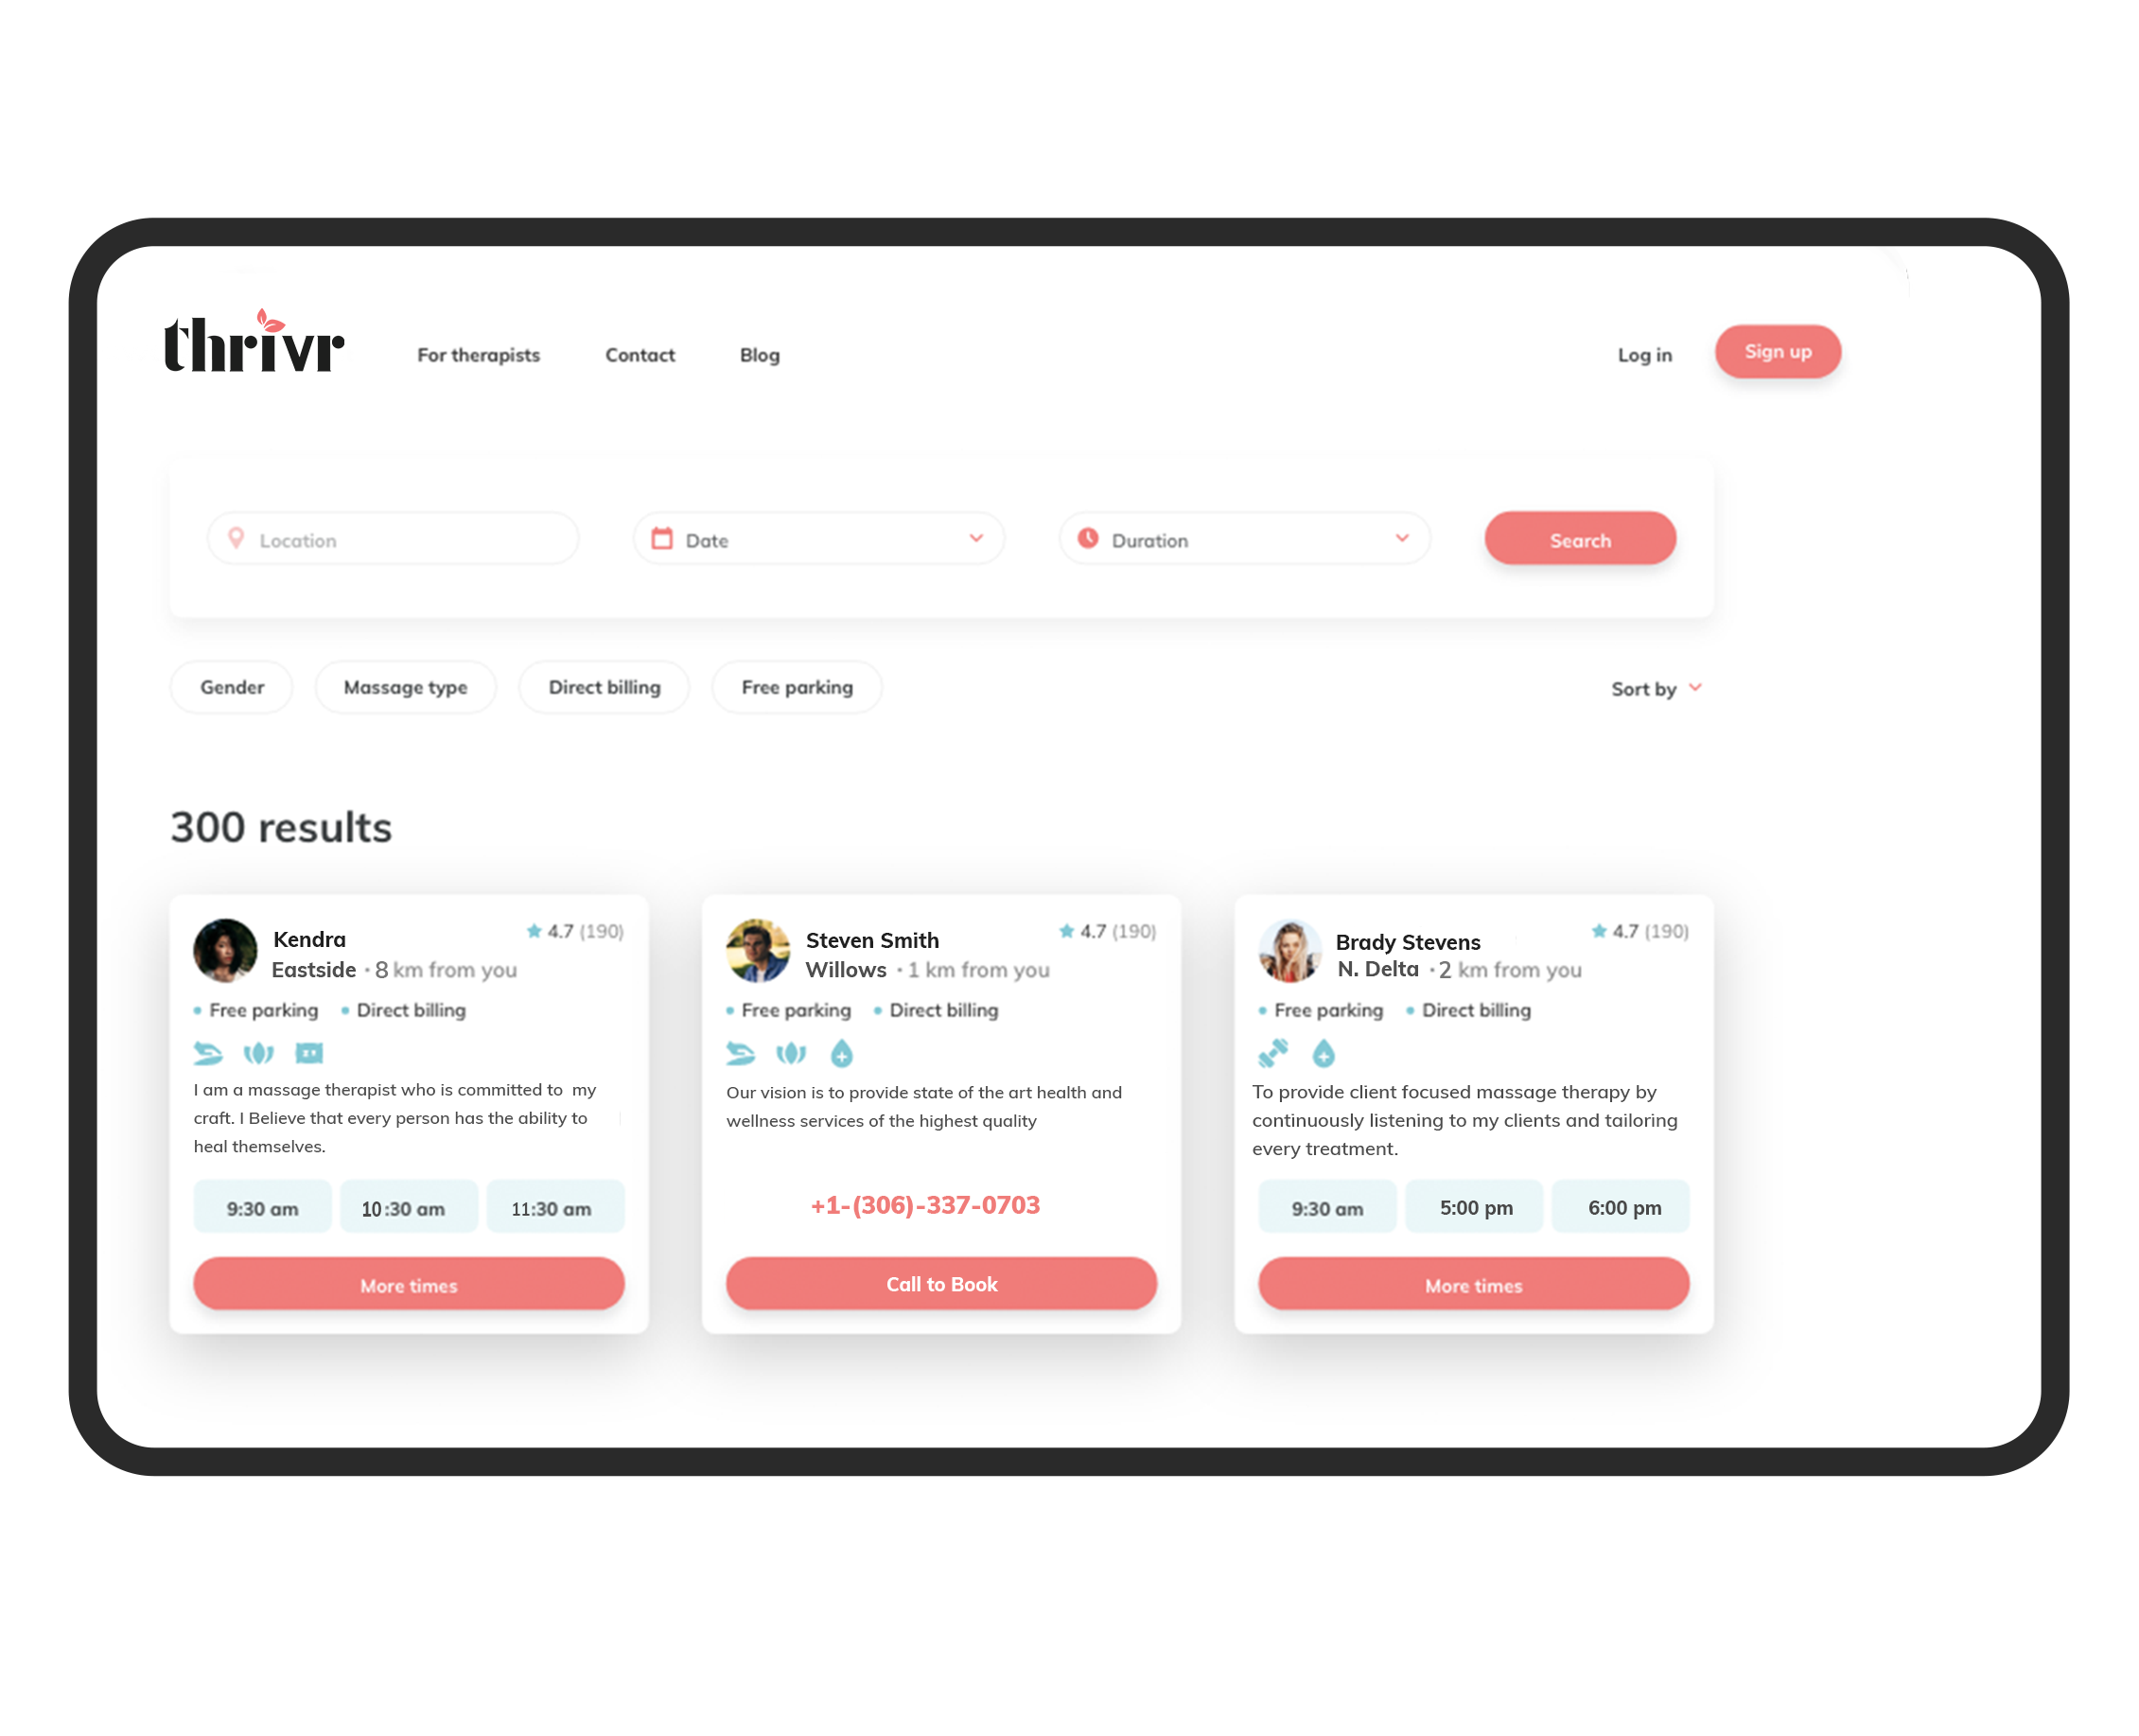 thrivr
For therapists
Contact
Blog
Log in
Sign up
Location
Date
Duration
Search
Gender
Massage type
Direct billing
Free parking
Sort by
300 results
Kendra
4.7 (190)
Eastside · 8 km from you
Free parking
Direct billing
I am a massage therapist who is committed to my
craft. I Believe that every person has the ability to
heal themselves.
9:30 am
10:30 am
11:30 am
More times
Steven Smith
4.7 (190)
Willows · 1 km from you
Free parking
Direct billing
Our vision is to provide state of the art health and
wellness services of the highest quality
+1-(306)-337-0703
Call to Book
Brady Stevens
4.7 (190)
N. Delta · 2 km from you
Free parking
Direct billing
To provide client focused massage therapy by
continuously listening to my clients and tailoring
every treatment.
9:30 am
5:00 pm
6:00 pm
More times